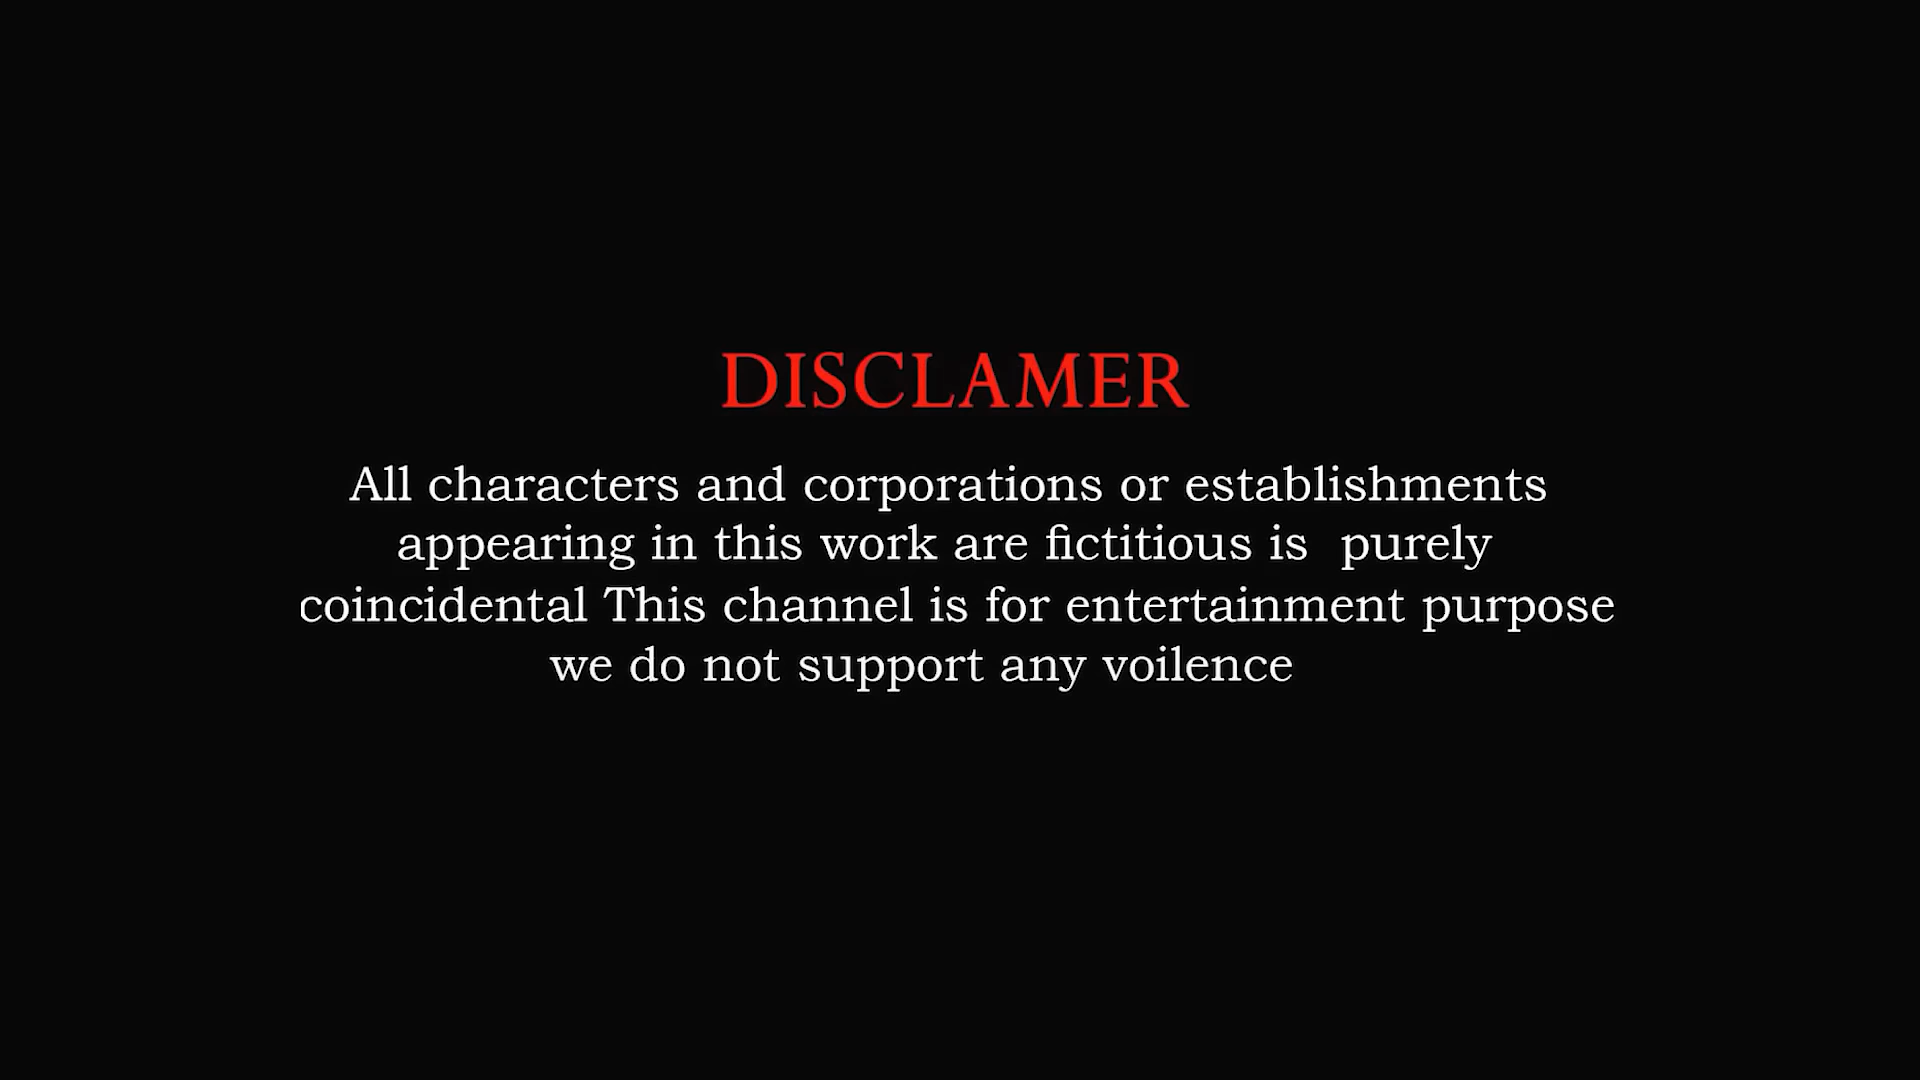 DISCLAMER
All characters and corporations or establishments
appearing in this work are fictitious is  purely
coincidental This channel is for entertainment purpose
we do not support any voilence